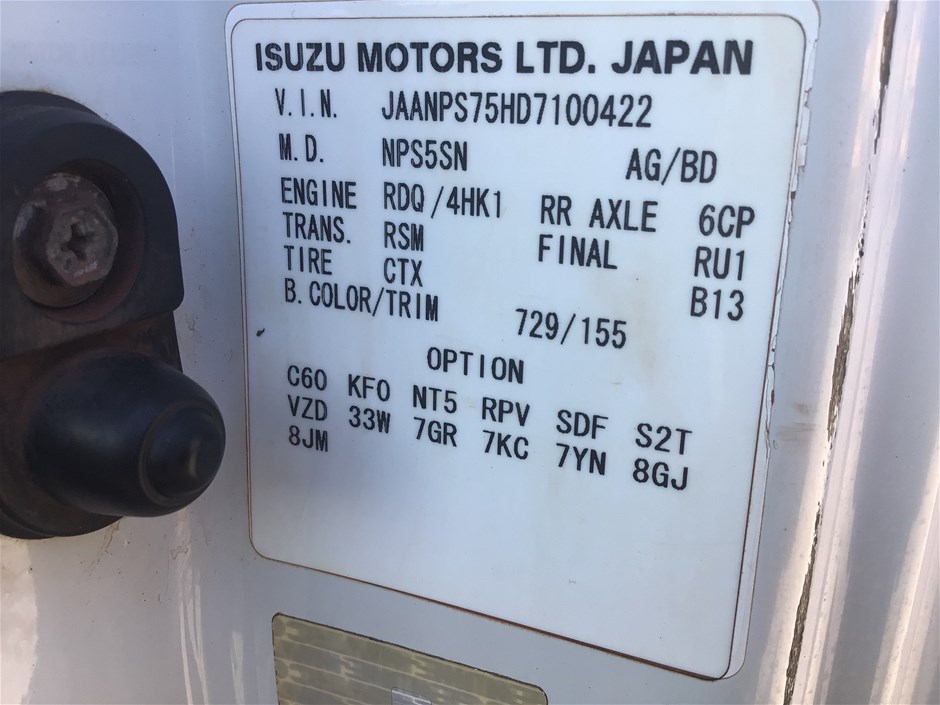 ISUZU MOTORS LTD. JAPAN
V.I.N. JAANPS75HD7100422
M.D. NPS5SN AG/BD
ENGINE RDQ/4HK1 RR AXLE 6CP
TRANS. RSM FINAL RU1
TIRE CTX B13
B.COLOR/TRIM 729/155
OPTION
C60 KFO NT5 RPV SDF S2T
VZD 33W 7GR 7KC 7YN 8GJ
8JM